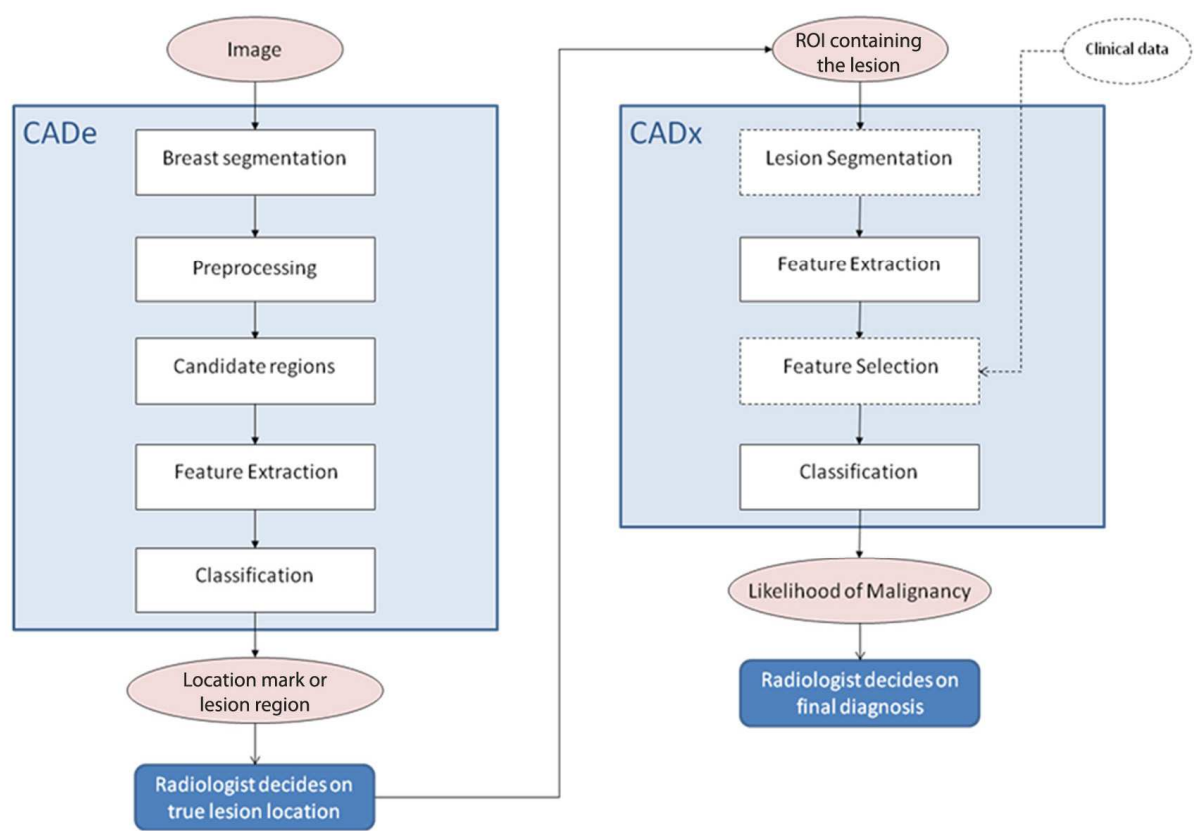 Image
CADe
Breast segmentation
Preprocessing
Candidate regions
Feature Extraction
Classification
Location mark or
lesion region
Radiologist decides on
true lesion location
ROI containing
the lesion
Clinical data
CADx
Lesion Segmentation
Feature Extraction
Feature Selection
Classification
Likelihood of Malignancy
Radiologist decides on
final diagnosis